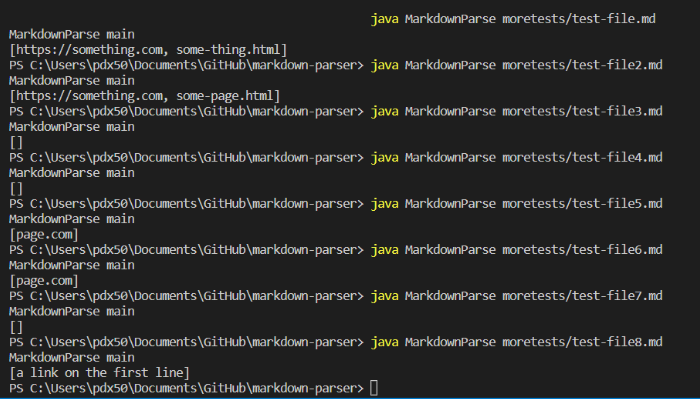 java MarkdownParse moretests/test-file.md
MarkdownParse main
[https://something.com, some-thing.html]
PS C:\Users\pdx50\Documents\GitHub\markdown-parser> java MarkdownParse moretests/test-file2.md
MarkdownParse main
[https://something.com, some-page.html]
PS C:\Users\pdx50\Documents\GitHub\markdown-parser> java MarkdownParse moretests/test-file3.md
MarkdownParse main
[]
PS C:\Users\pdx50\Documents\GitHub\markdown-parser> java MarkdownParse moretests/test-file4.md
MarkdownParse main
[]
PS C:\Users\pdx50\Documents\GitHub\markdown-parser> java MarkdownParse moretests/test-file5.md
MarkdownParse main
[page.com]
PS C:\Users\pdx50\Documents\GitHub\markdown-parser> java MarkdownParse moretests/test-file6.md
MarkdownParse main
[page.com]
PS C:\Users\pdx50\Documents\GitHub\markdown-parser> java MarkdownParse moretests/test-file7.md
MarkdownParse main
[]
PS C:\Users\pdx50\Documents\GitHub\markdown-parser> java MarkdownParse moretests/test-file8.md
MarkdownParse main
[a link on the first line]
PS C:\Users\pdx50\Documents\GitHub\markdown-parser>